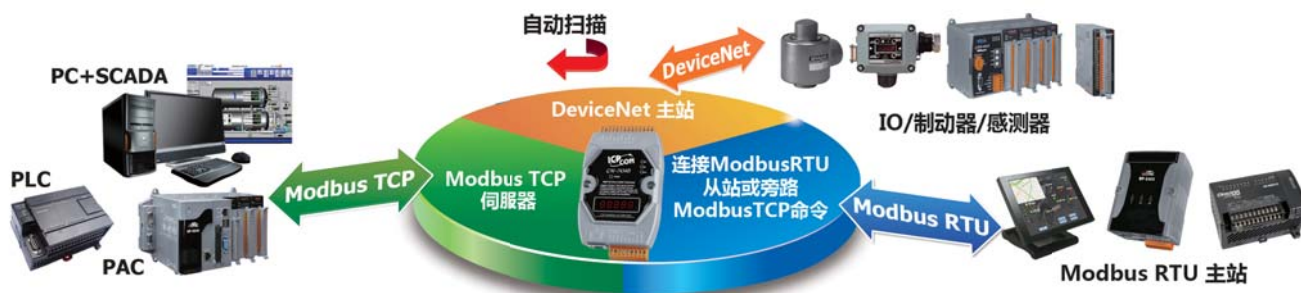 自动扫描
DeviceNet
PC+SCADA
DeviceNet 主站
IO/制动器/感测器
PLC
Modbus TCP
Modbus TCP
伺服器
ICP CON
连接ModbusRTU
从站或旁路
ModbusTCP命令
Modbus RTU
PAC
Modbus RTU 主站